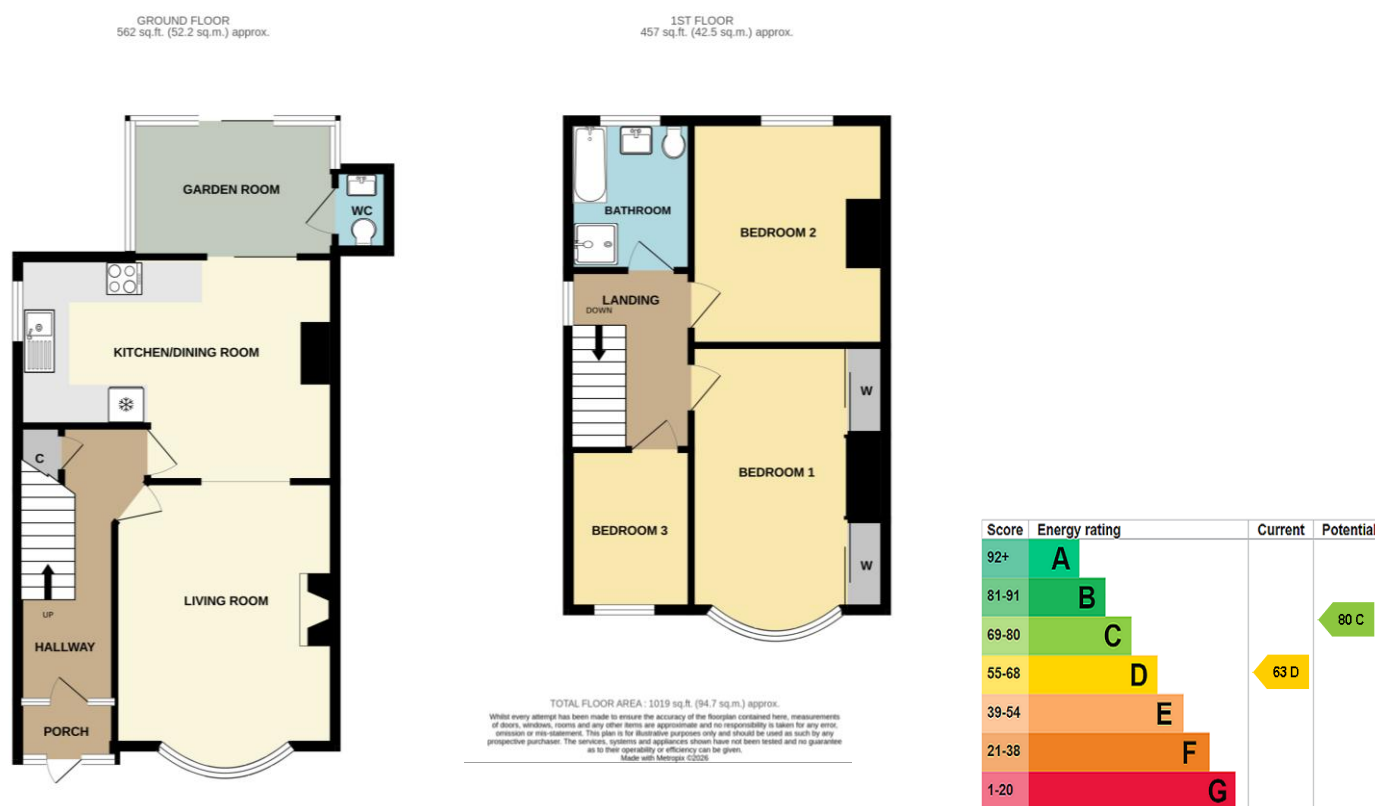 GROUND FLOOR
562 sq.ft. (52.2 sq.m.) approx.
GARDEN ROOM
WC
KITCHEN/DINING ROOM
C
LIVING ROOM
UP
HALLWAY
PORCH
1ST FLOOR
457 sq.ft. (42.5 sq.m.) approx.
BATHROOM
BEDROOM 2
LANDING
DOWN
W
BEDROOM 1
BEDROOM 3
W
TOTAL FLOOR AREA : 1019 sq.ft. (94.7 sq.m.) approx.
Whilst every attempt has been made to ensure the accuracy of the floorplan contained here, measurements
of doors, windows, rooms and any other items are approximate and no responsibility is taken for any error,
omission or mis-statement. This plan is for illustrative purposes only and should be used as such by any
prospective purchaser. The services, systems and appliances shown have not been tested and no guarantee
as to their operability or efficiency can be given.
Made with Metropix ©2026
Score Energy rating Current Potential
92+ A
81-91 B
69-80 C 80 C
55-68 D 63 D
39-54 E
21-38 F
1-20 G